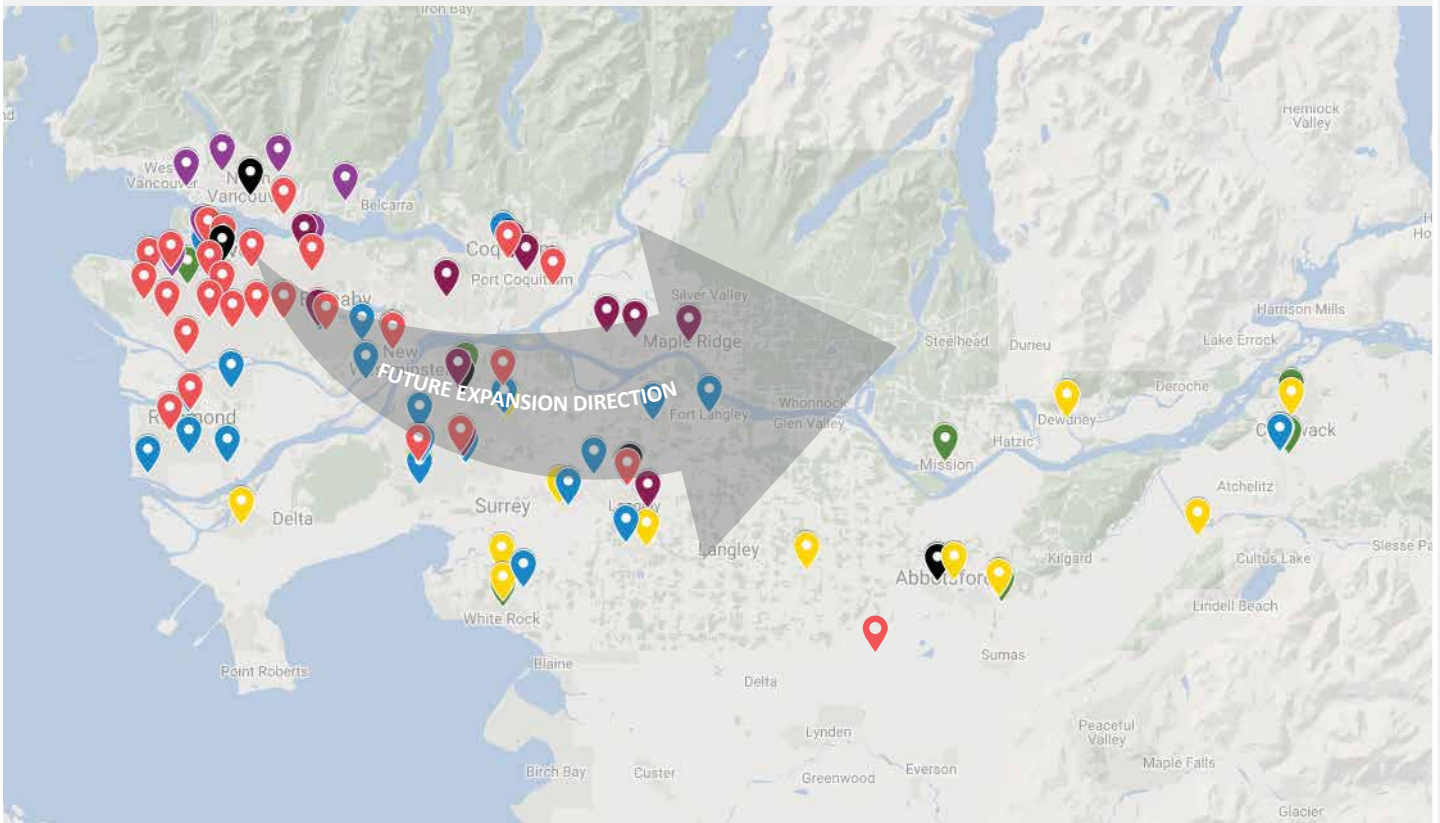 Iron Bay
Hemlock
Valley
West
Vancouver
North
Vancouver
Belcarra
Coquitlam
Port Coquitlam
Burnaby
Silver Valley
Harrison Mills
Maple Ridge
Steelhead
Durieu
Lake Errock
New
Westminster
FUTURE EXPANSION DIRECTION
Deroche
Richmond
Fort Langley
Whonnock
Glen Valley
Dewdney
Hatzic
Chilliwack
Mission
Atchelitz
Surrey
Langley
Delta
Langley
Kilgard
Cultus Lake
Slesse Pa
Abbotsford
Lindell Beach
White Rock
Sumas
Blaine
Point Roberts
Delta
Peaceful
Valley
Lynden
Birch Bay
Custer
Greenwood
Everson
Maple Falls
Glacier